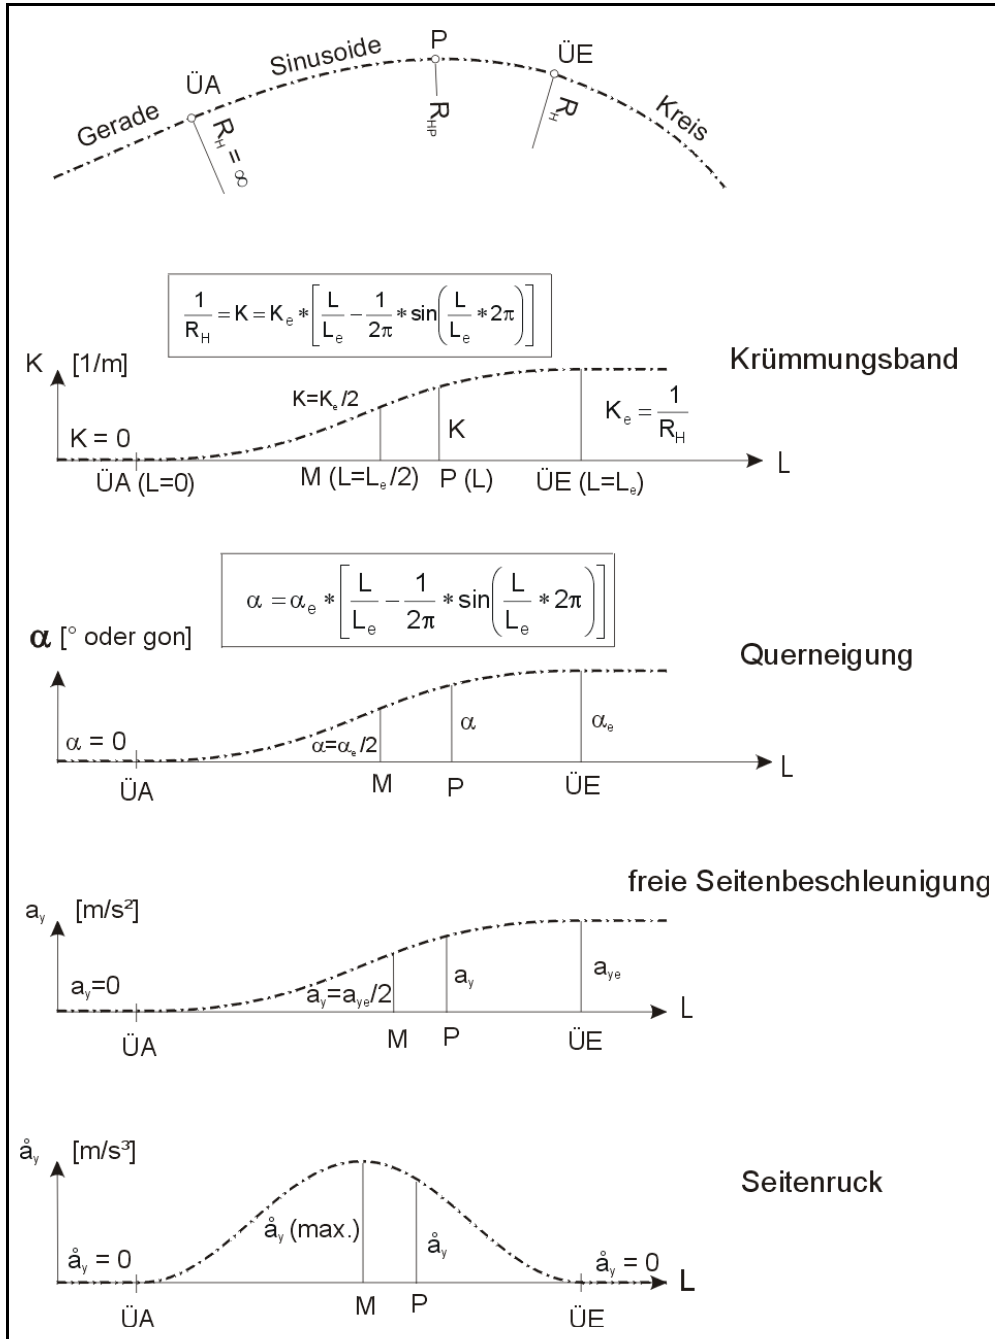 Gerade
ÜA
Sinusoide
P
ÜE
Kreis
R_H = ∞
R_HP
R_H
1/R_H = K = K_e * [L/L_e - 1/2π * sin(L/L_e * 2π)]
K [1/m]
Krümmungsband
K=K_e/2
K = 0
K
K_e = 1/R_H
L
ÜA (L=0)
M (L=L_e/2)
P (L)
ÜE (L=L_e)
α = α_e * [L/L_e - 1/2π * sin(L/L_e * 2π)]
α [° oder gon]
Querneigung
α = 0
α=α_e/2
α
α_e
L
ÜA
M
P
ÜE
freie Seitenbeschleunigung
a_y [m/s²]
a_y=0
a_y=a_ye/2
a_y
a_ye
L
ÜA
M
P
ÜE
å_y [m/s³]
Seitenruck
å_y = 0
å_y (max.)
å_y
å_y = 0
L
ÜA
M
P
ÜE